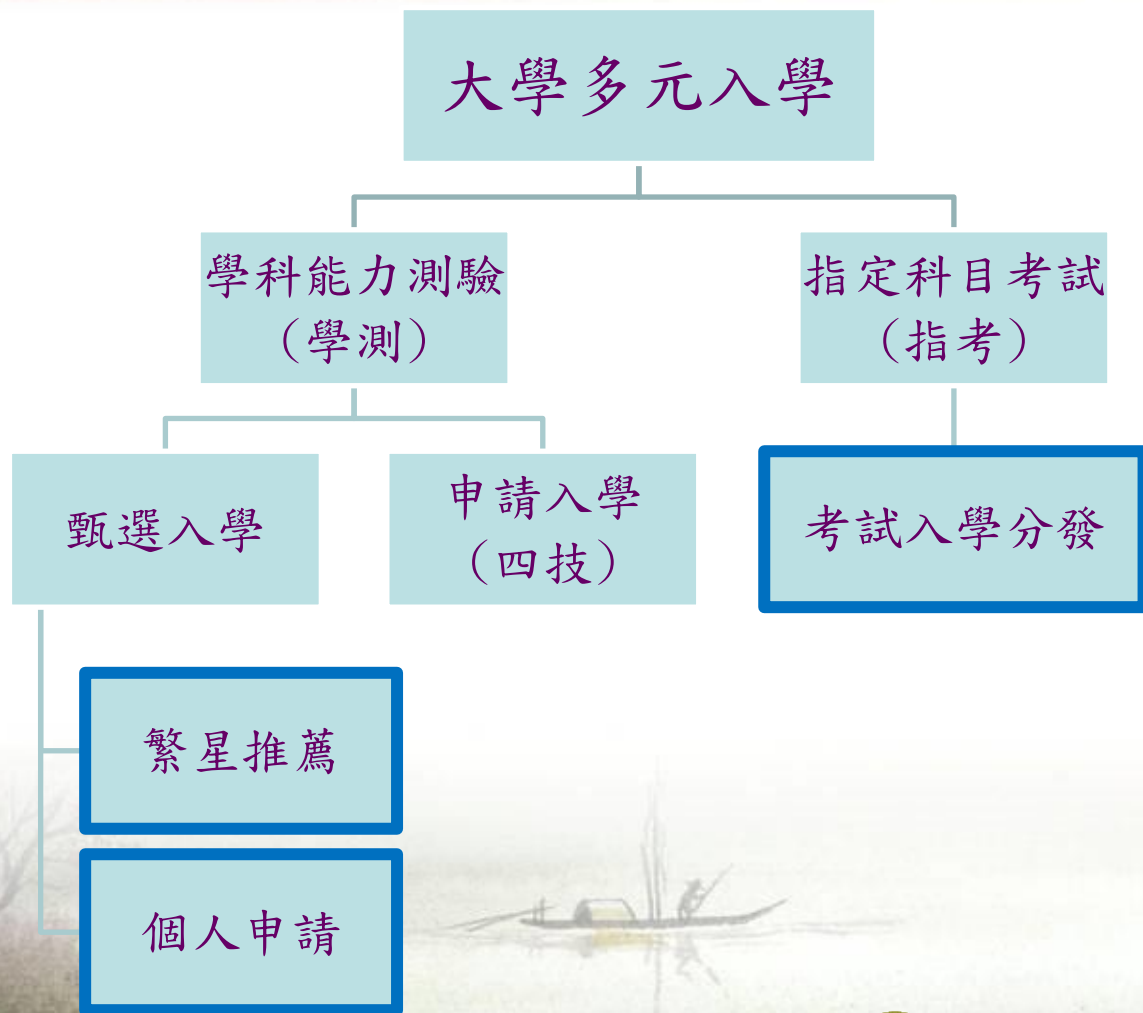 大學多元入學
學科能力測驗
（學測）
指定科目考試
（指考）
甄選入學
申請入學
（四技）
考試入學分發
繁星推薦
個人申請